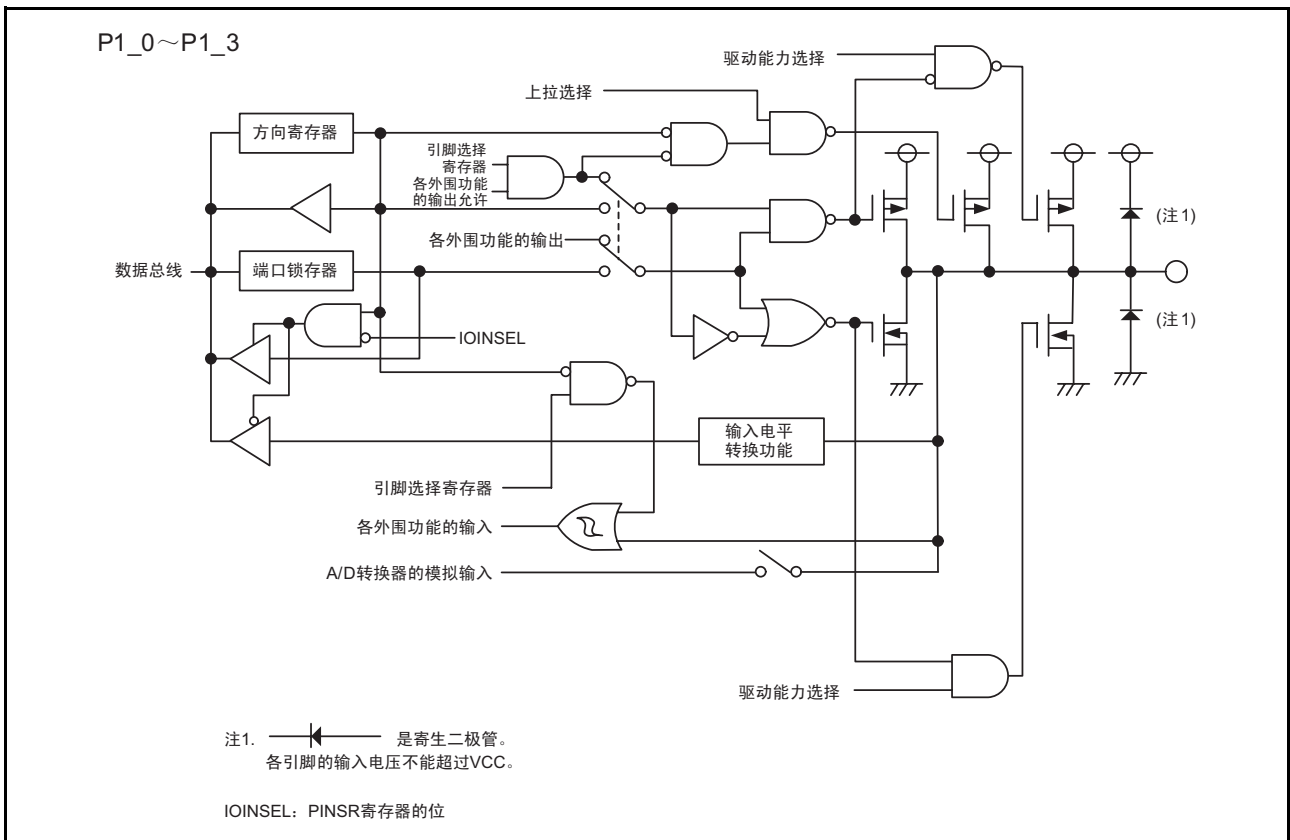 P1_0～P1_3
驱动能力选择
上拉选择
方向寄存器
引脚选择
寄存器
各外围功能
的输出允许
(注1)
各外围功能的输出
数据总线
端口锁存器
(注1)
IOINSEL
输入电平
转换功能
引脚选择寄存器
各外围功能的输入
A/D转换器的模拟输入
驱动能力选择
注1. 是寄生二极管。
各引脚的输入电压不能超过VCC。
IOINSEL：PINSR寄存器的位